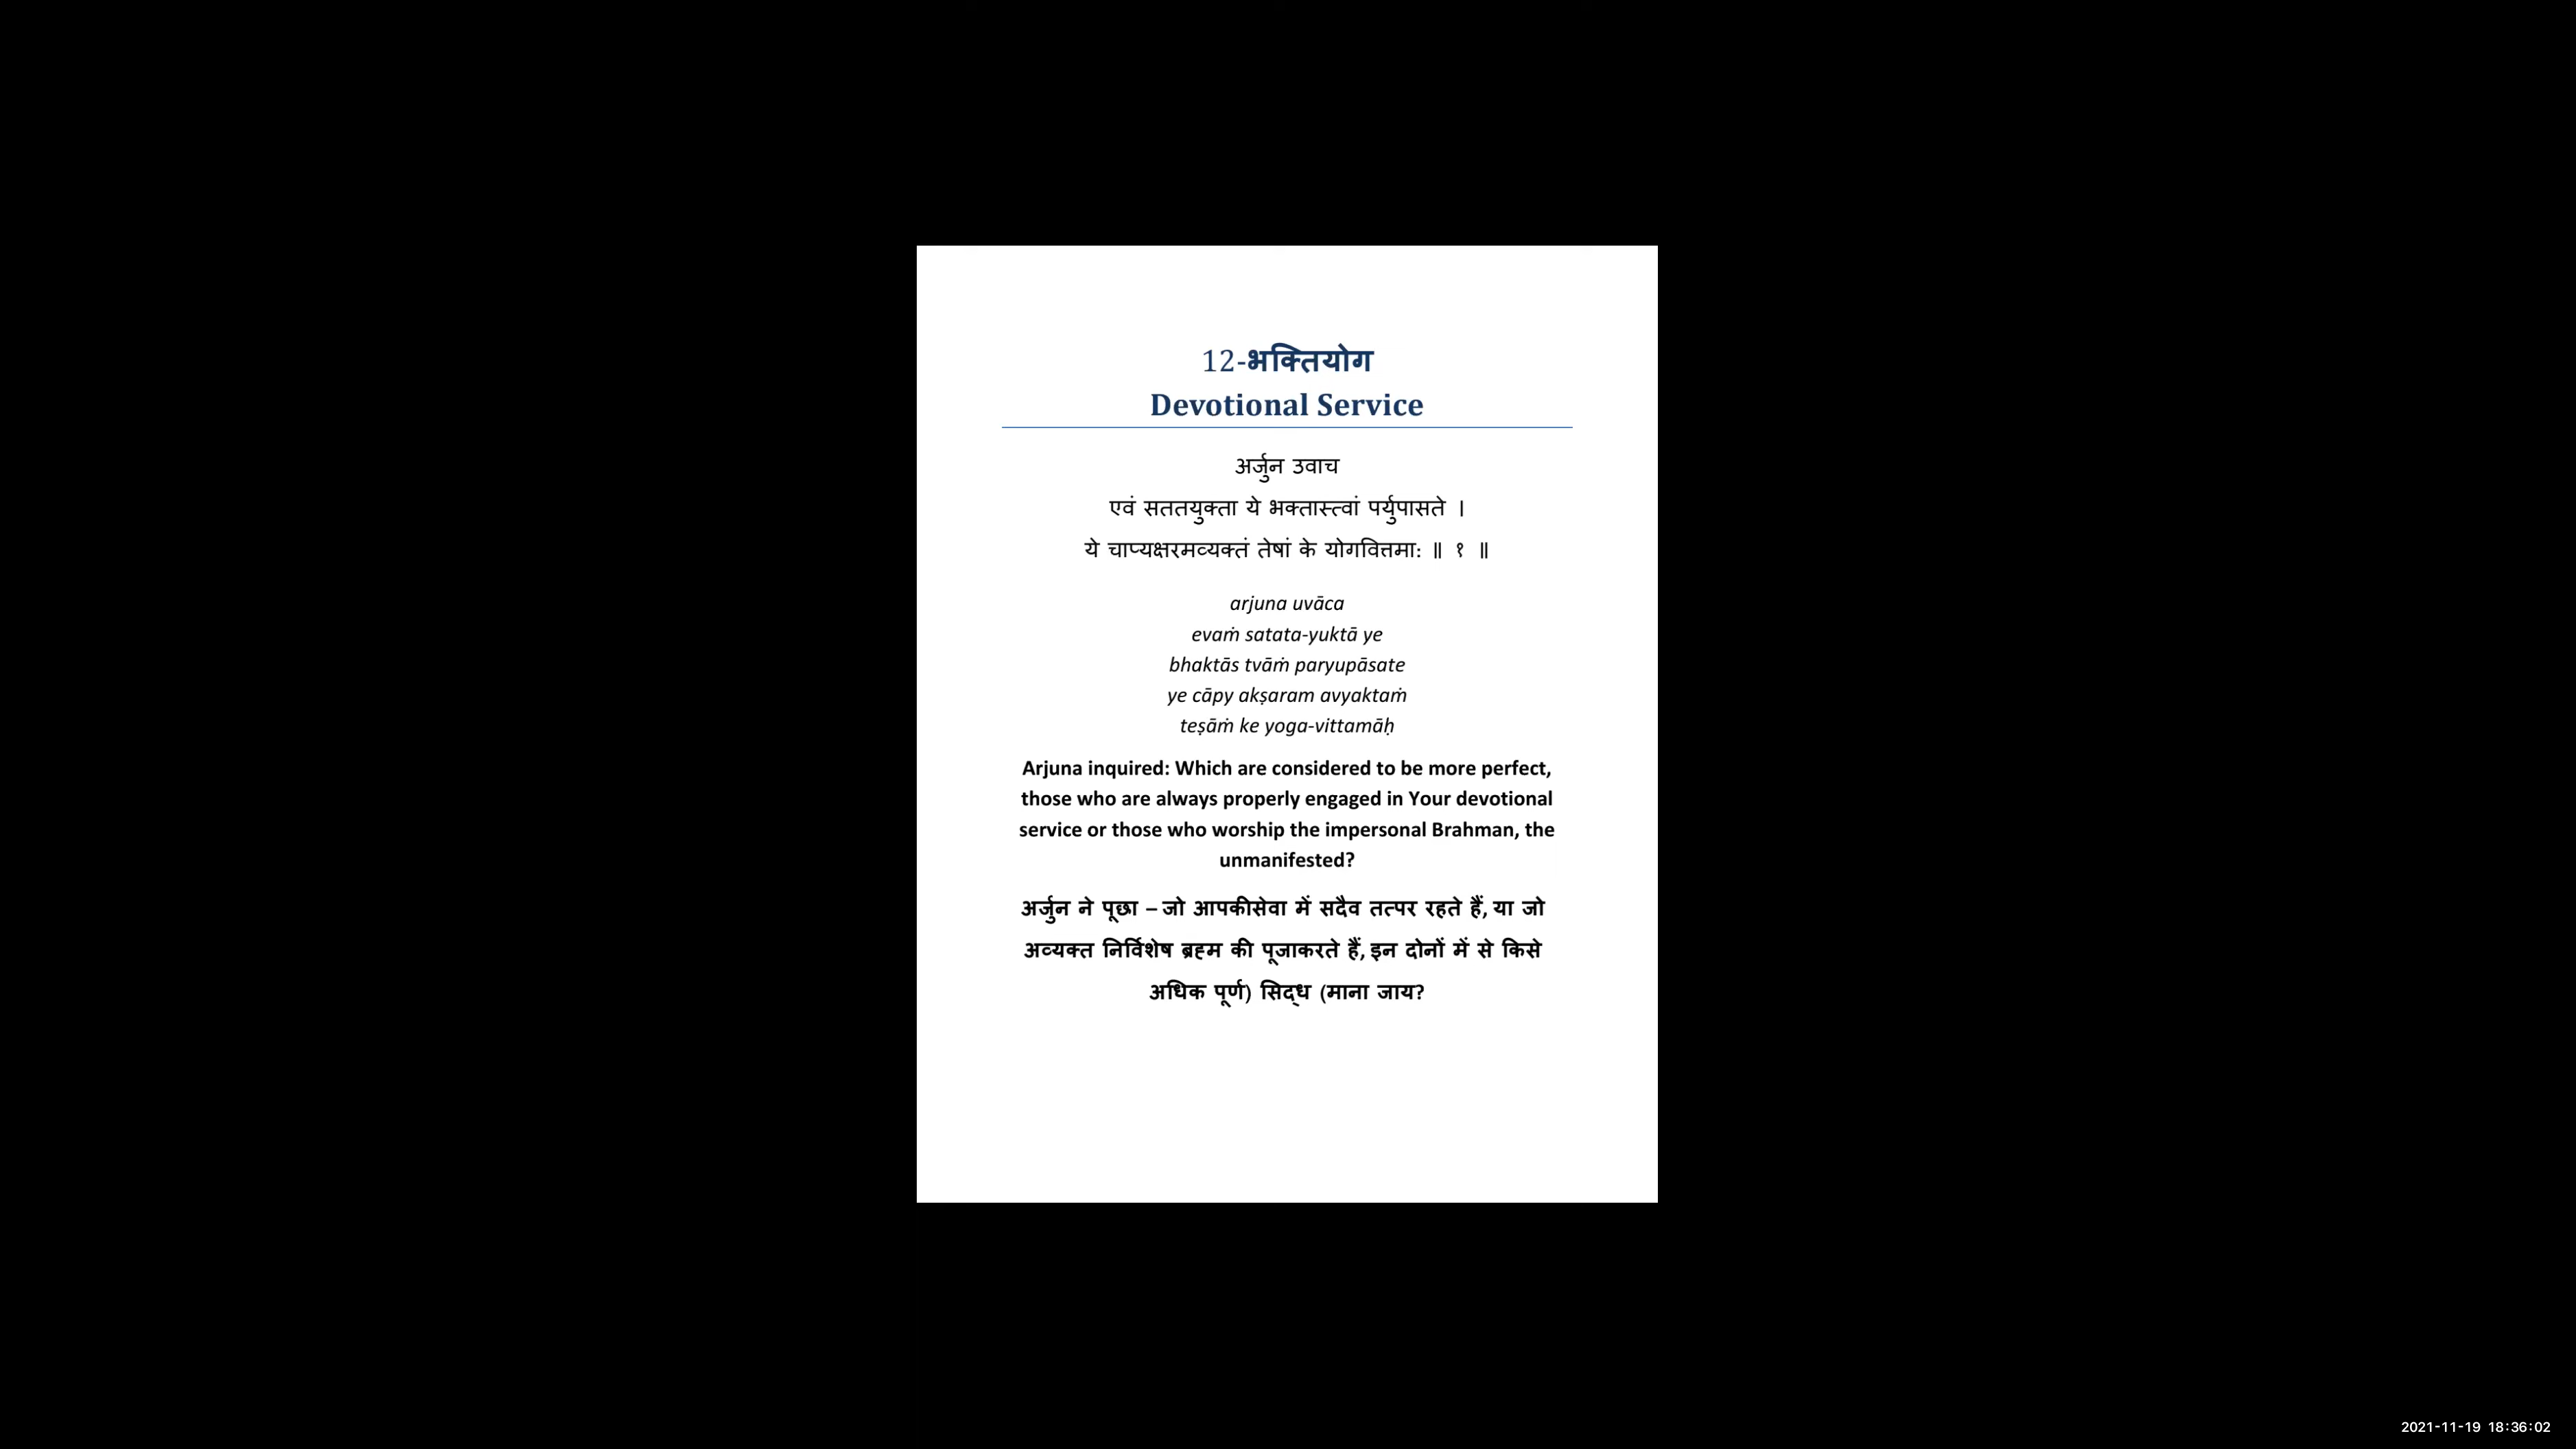 12-भक्तियोग
Devotional Service
अर्जुन उवाच
एवं सततयुक्ता ये भक्तास्त्वां पर्युपासते ।
ये चाप्यक्षरमव्यक्तं तेषां के योगवित्तमाः ॥ १ ॥
arjuna uvāca
evaṁ satata-yuktā ye
bhaktās tvāṁ paryupāsate
ye cāpy akṣaram avyaktaṁ
teṣāṁ ke yoga-vittamāḥ
Arjuna inquired: Which are considered to be more perfect,
those who are always properly engaged in Your devotional
service or those who worship the impersonal Brahman, the
unmanifested?
अर्जुन ने पूछा – जो आपकीसेवा में सदैव तत्पर रहते हैं, या जो
अव्यक्त निर्विशेष ब्रह्म की पूजाकरते हैं, इन दोनों में से किसे
अधिक पूर्ण) सिद्ध (माना जाय?
2021-11-19 18:36:02